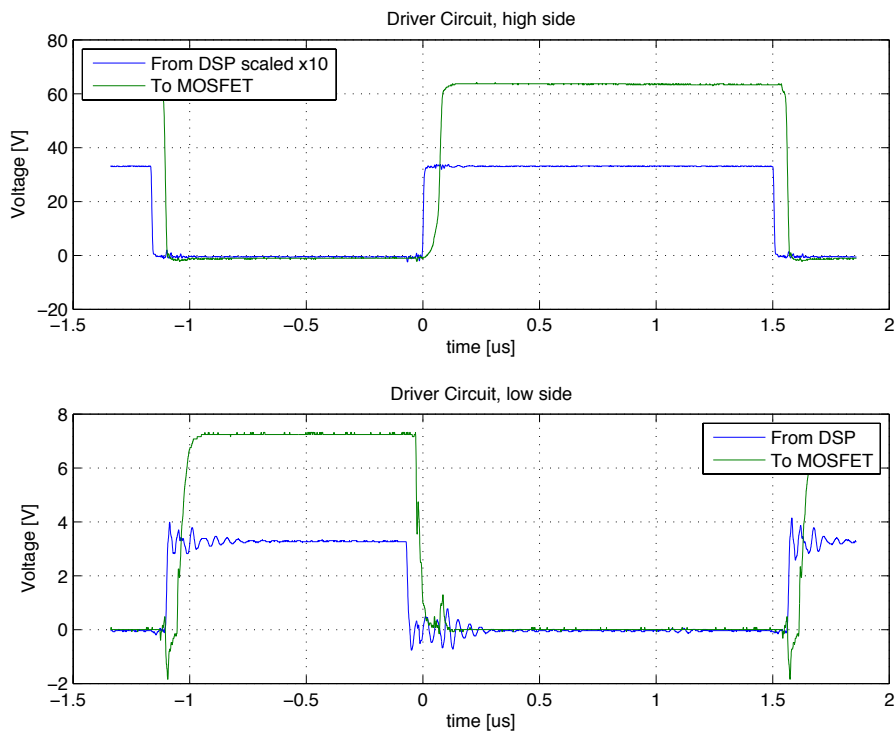 Driver Circuit, high side
80
60
40
20
0
−20
Voltage [V]
From DSP scaled x10
To MOSFET
−1.5 −1 −0.5 0 0.5 1 1.5 2
time [us]
Driver Circuit, low side
8
6
4
2
0
−2
Voltage [V]
From DSP
To MOSFET
−1.5 −1 −0.5 0 0.5 1 1.5 2
time [us]